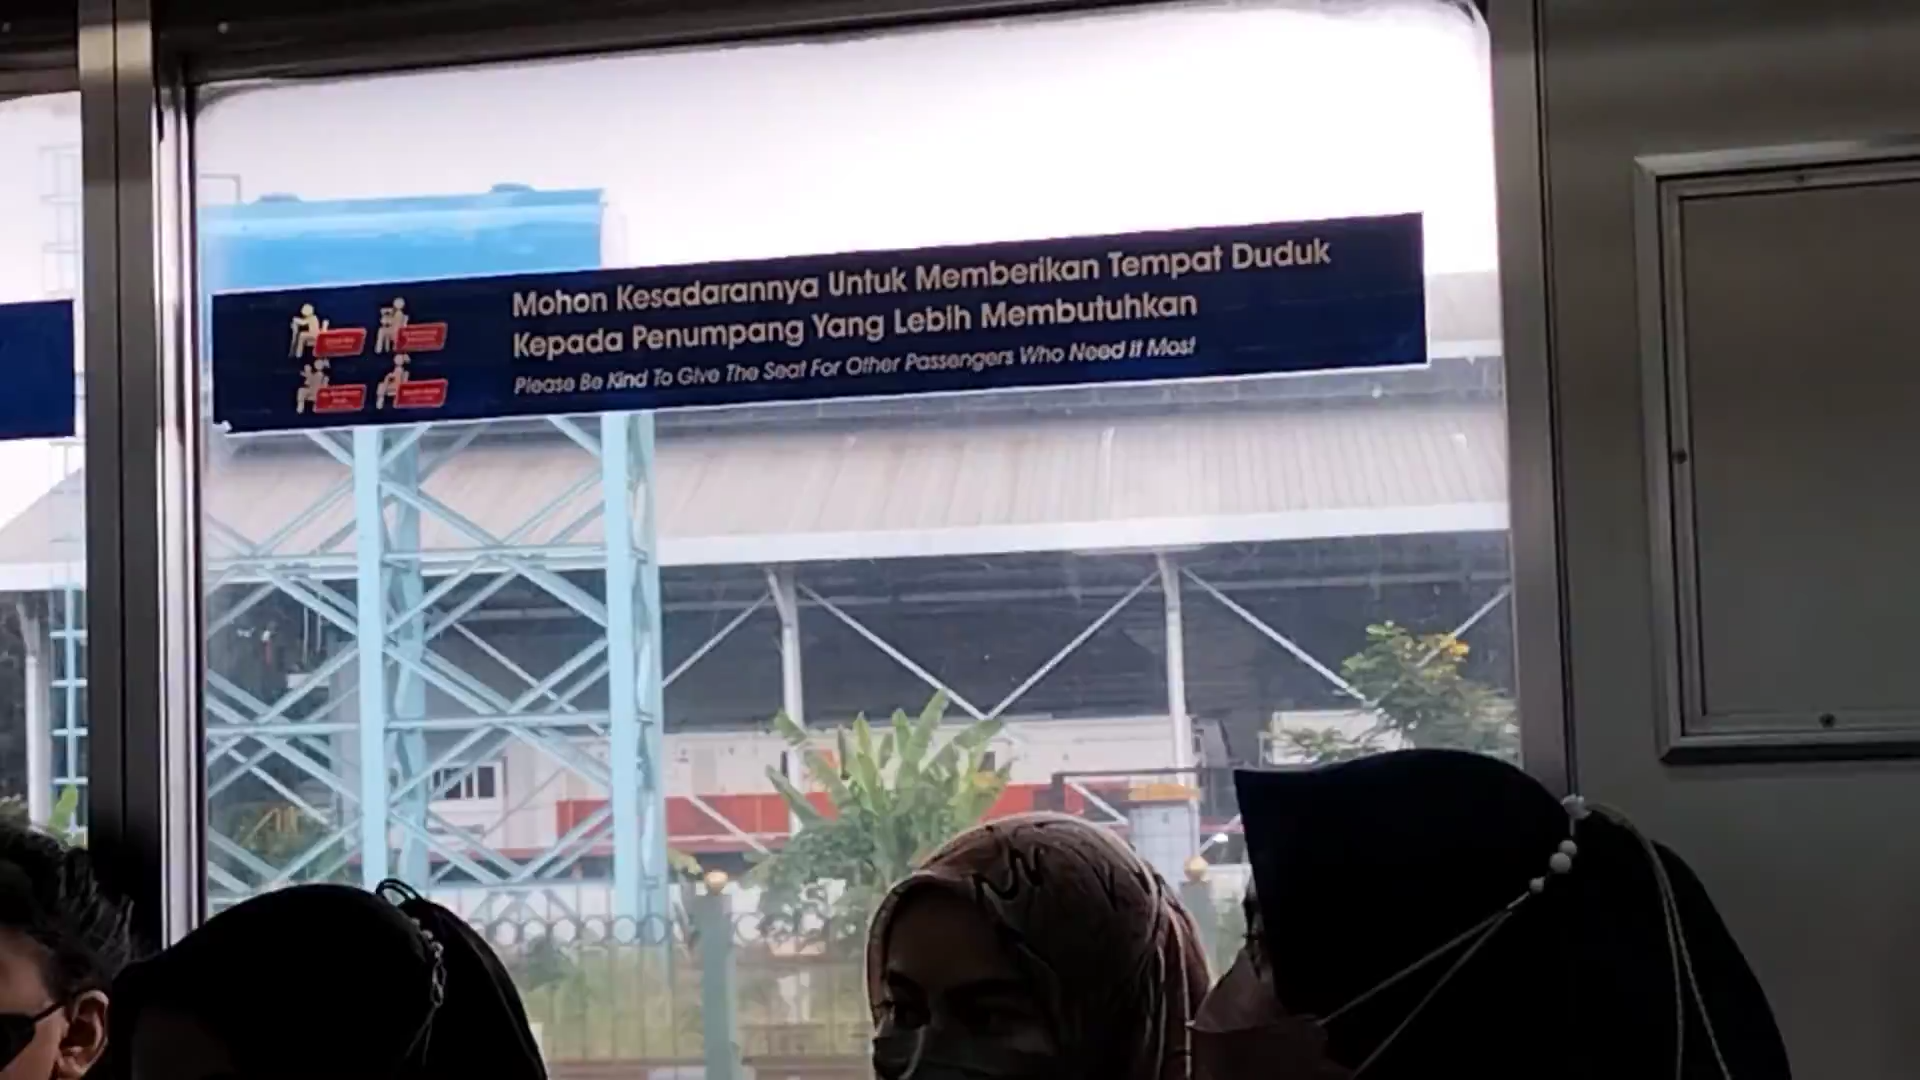 Mohon Kesadarannya Untuk Memberikan Tempat Duduk
Kepada Penumpang Yang Lebih Membutuhkan
Please Be Kind To Give The Seat For Other Passengers Who Need It Most